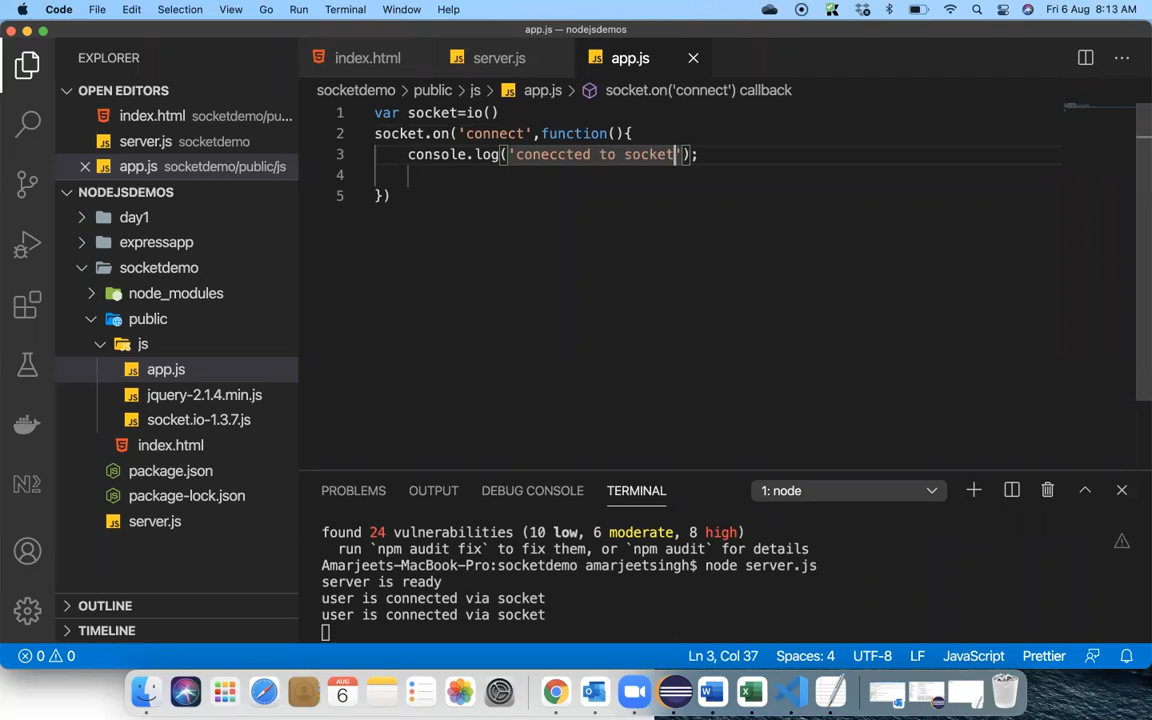 Code File Edit Selection View Go Run Terminal Window Help Fri 6 Aug 8:13 AM
app.js — nodejsdemos
EXPLORER
index.html server.js app.js
OPEN EDITORS
index.html socketdemo/pu...
server.js socketdemo
app.js socketdemo/public/js
NODEJSDEMOS
day1
expressapp
socketdemo
node_modules
public
js
app.js
jquery-2.1.4.min.js
socket.io-1.3.7.js
index.html
package.json
package-lock.json
server.js
OUTLINE
TIMELINE
socketdemo > public > js > app.js > socket.on('connect') callback
1 var socket=io()
2 socket.on('connect',function(){
3 console.log('coneccted to socket');
4
5 })
PROBLEMS OUTPUT DEBUG CONSOLE TERMINAL 1: node
found 24 vulnerabilities (10 low, 6 moderate, 8 high)
run `npm audit fix` to fix them, or `npm audit` for details
Amarjeets-MacBook-Pro:socketdemo amarjeetsingh$ node server.js
server is ready
user is connected via socket
user is connected via socket
0 0 Ln 3, Col 37 Spaces: 4 UTF-8 LF JavaScript Prettier
AUG
6